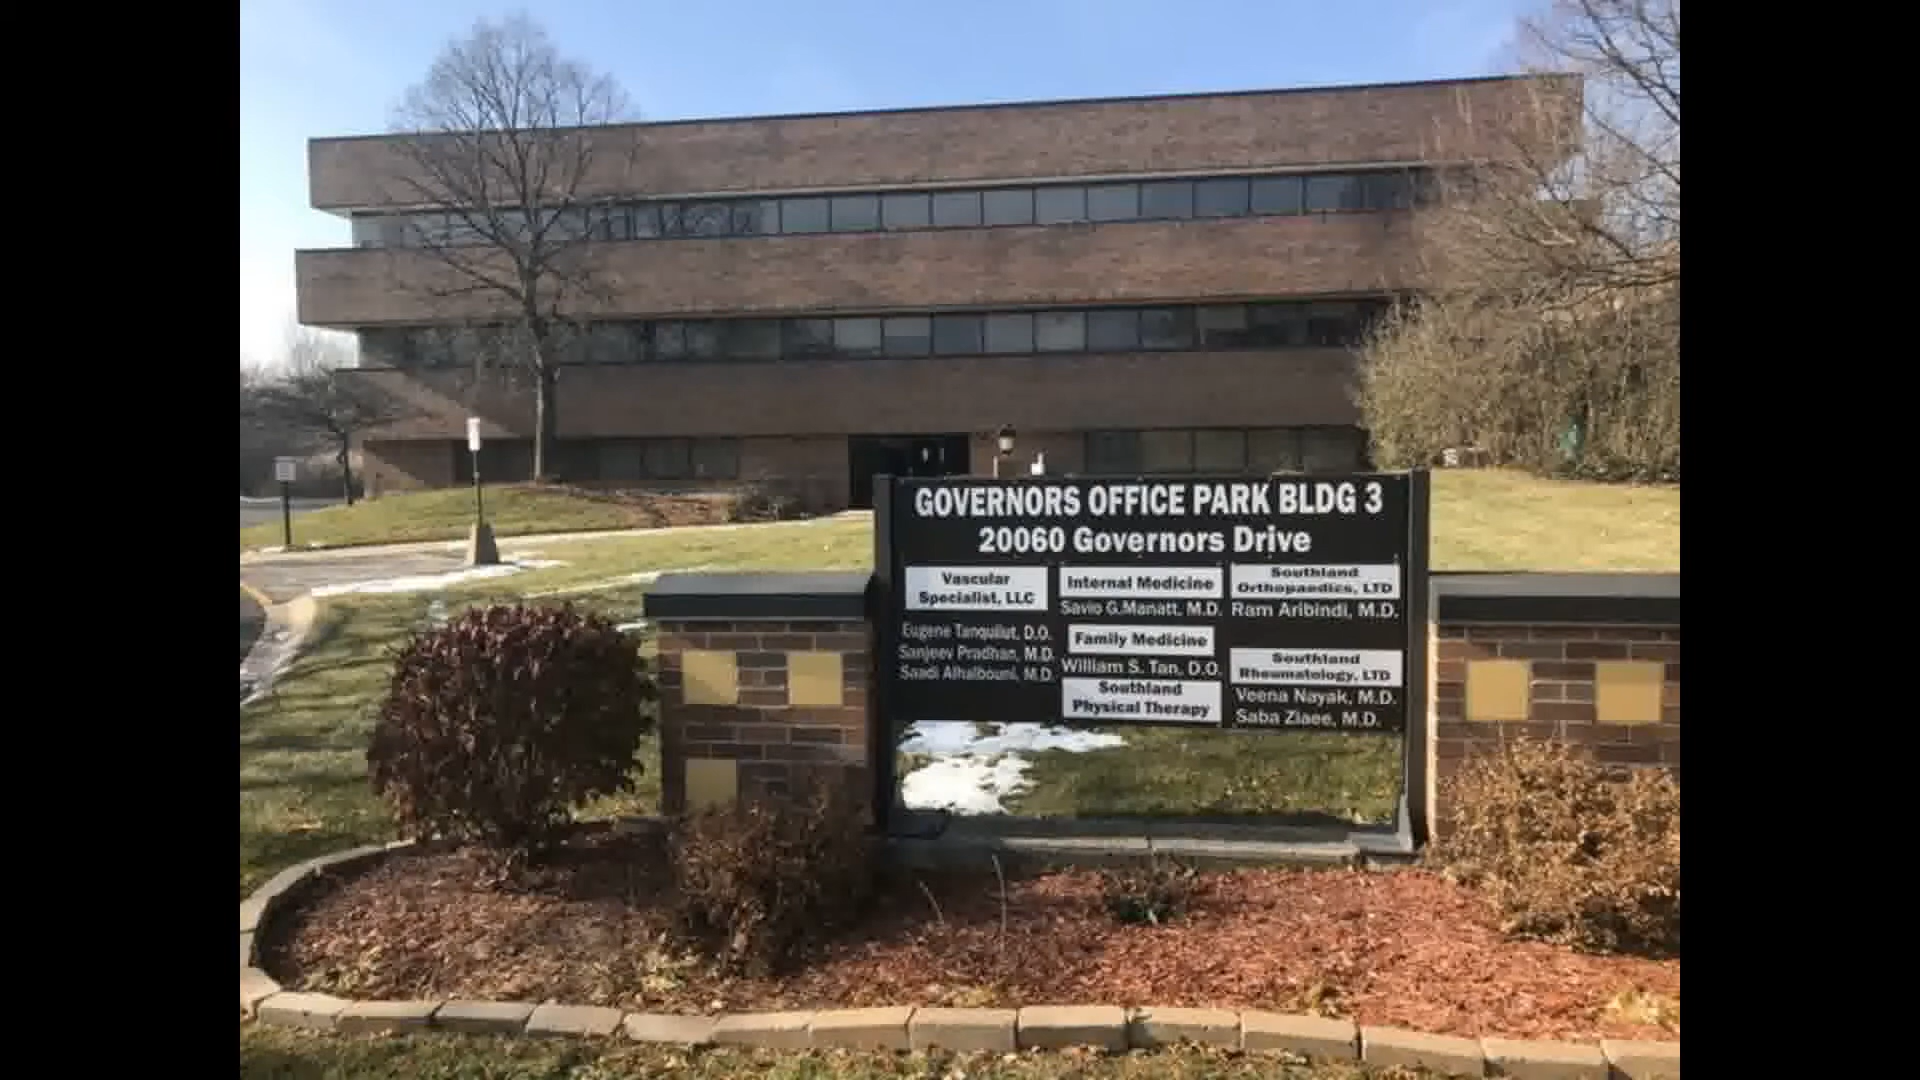 GOVERNORS OFFICE PARK BLDG 3
20060 Governors Drive
Vascular
Specialist, LLC
Eugene Tanquilut, D.O.
Sanjeev Pradhan, M.D.
Saadi Alhalbouni, M.D.
Internal Medicine
Savio G.Manatt, M.D.
Family Medicine
William S. Tan, D.O.
Southland
Physical Therapy
Southland
Orthopaedics, LTD
Ram Aribindi, M.D.
Southland
Rheumatology, LTD
Veena Nayak, M.D.
Saba Ziaee, M.D.